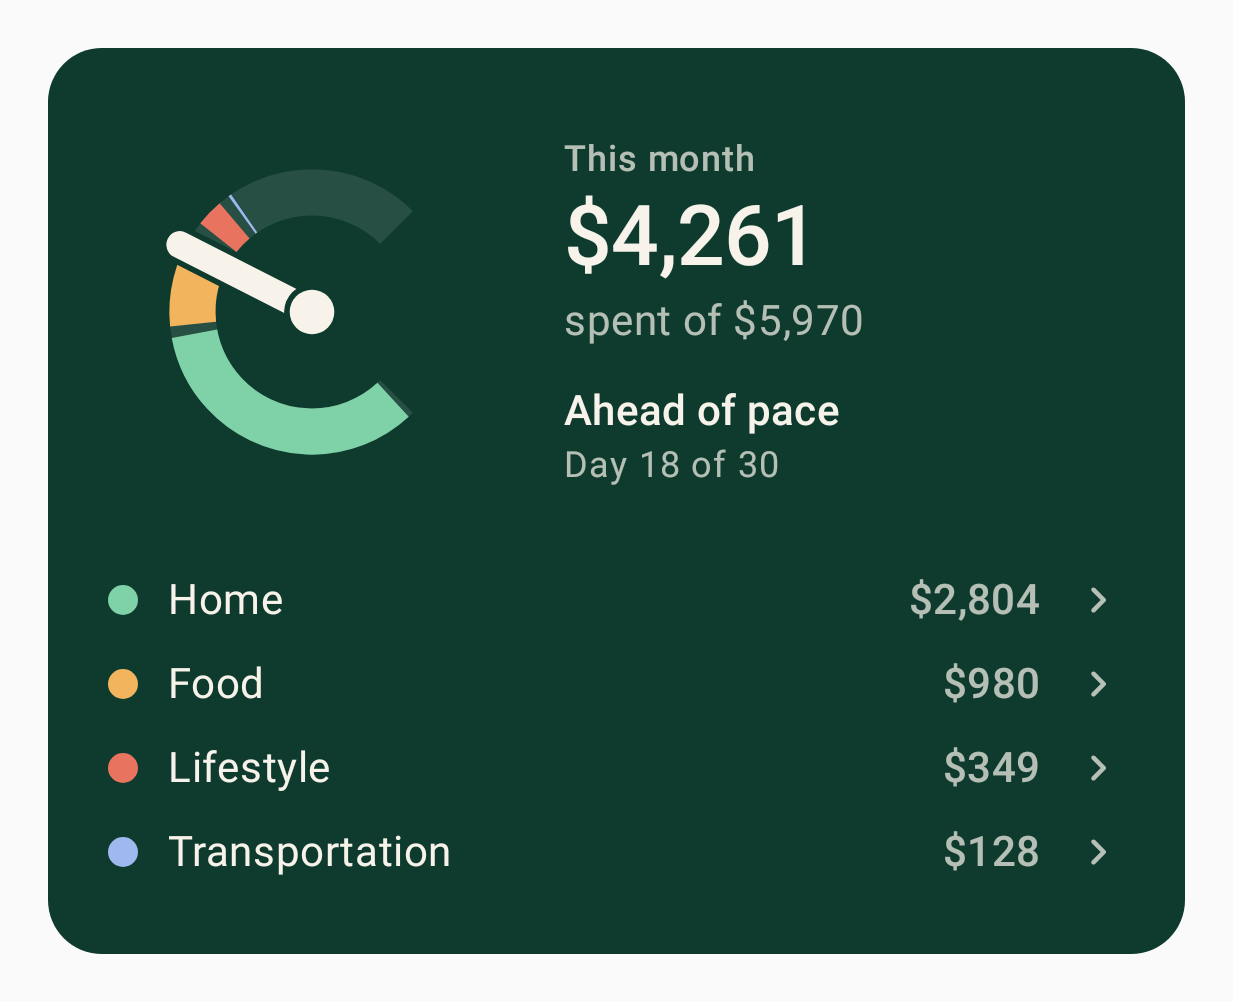 This month
$4,261
spent of $5,970
Ahead of pace
Day 18 of 30
Home $2,804
Food $980
Lifestyle $349
Transportation $128